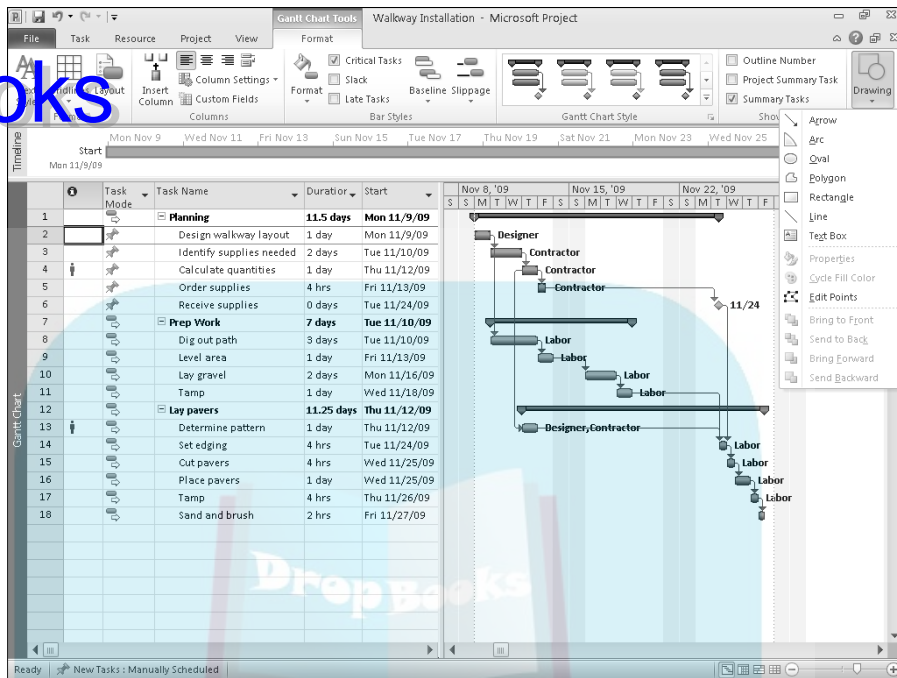 Gantt Chart Tools
Walkway Installation - Microsoft Project
File Task Resource Project View Format
Layout
Insert Column
Column Settings
Custom Fields
Columns
Format
Critical Tasks
Slack
Late Tasks
Bar Styles
Baseline Slippage
Gantt Chart Style
Outline Number
Project Summary Task
Summary Tasks
Drawing
ooks
Timeline
Mon Nov 9 Wed Nov 11 Fri Nov 13 Sun Nov 15 Tue Nov 17 Thu Nov 19 Sat Nov 21 Mon Nov 23 Wed Nov 25
Start
Mon 11/9/09
Arrow
Arc
Oval
Polygon
Rectangle
Line
Text Box
Properties
Cycle Fill Color
Edit Points
Bring to Front
Send to Back
Bring Forward
Send Backward
Task Mode Task Name Duration Start
Nov 8, '09 Nov 15, '09 Nov 22, '09
S S M T W T F S S M T W T F S S M T W T F
1 Planning 11.5 days Mon 11/9/09
2 Design walkway layout 1 day Mon 11/9/09 Designer
3 Identify supplies needed 2 days Tue 11/10/09 Contractor
4 Calculate quantities 1 day Thu 11/12/09 Contractor
5 Order supplies 4 hrs Fri 11/13/09 Contractor
6 Receive supplies 0 days Tue 11/24/09 11/24
7 Prep Work 7 days Tue 11/10/09
8 Dig out path 3 days Tue 11/10/09 Labor
9 Level area 1 day Fri 11/13/09 Labor
10 Lay gravel 2 days Mon 11/16/09 Labor
11 Tamp 1 day Wed 11/18/09 Labor
12 Lay pavers 11.25 days Thu 11/12/09
13 Determine pattern 1 day Thu 11/12/09 Designer,Contractor
14 Set edging 4 hrs Tue 11/24/09 Labor
15 Cut pavers 4 hrs Wed 11/25/09 Labor
16 Place pavers 1 day Wed 11/25/09 Labor
17 Tamp 4 hrs Thu 11/26/09 Labor
18 Sand and brush 2 hrs Fri 11/27/09
Gantt Chart
DropBooks
Ready New Tasks : Manually Scheduled